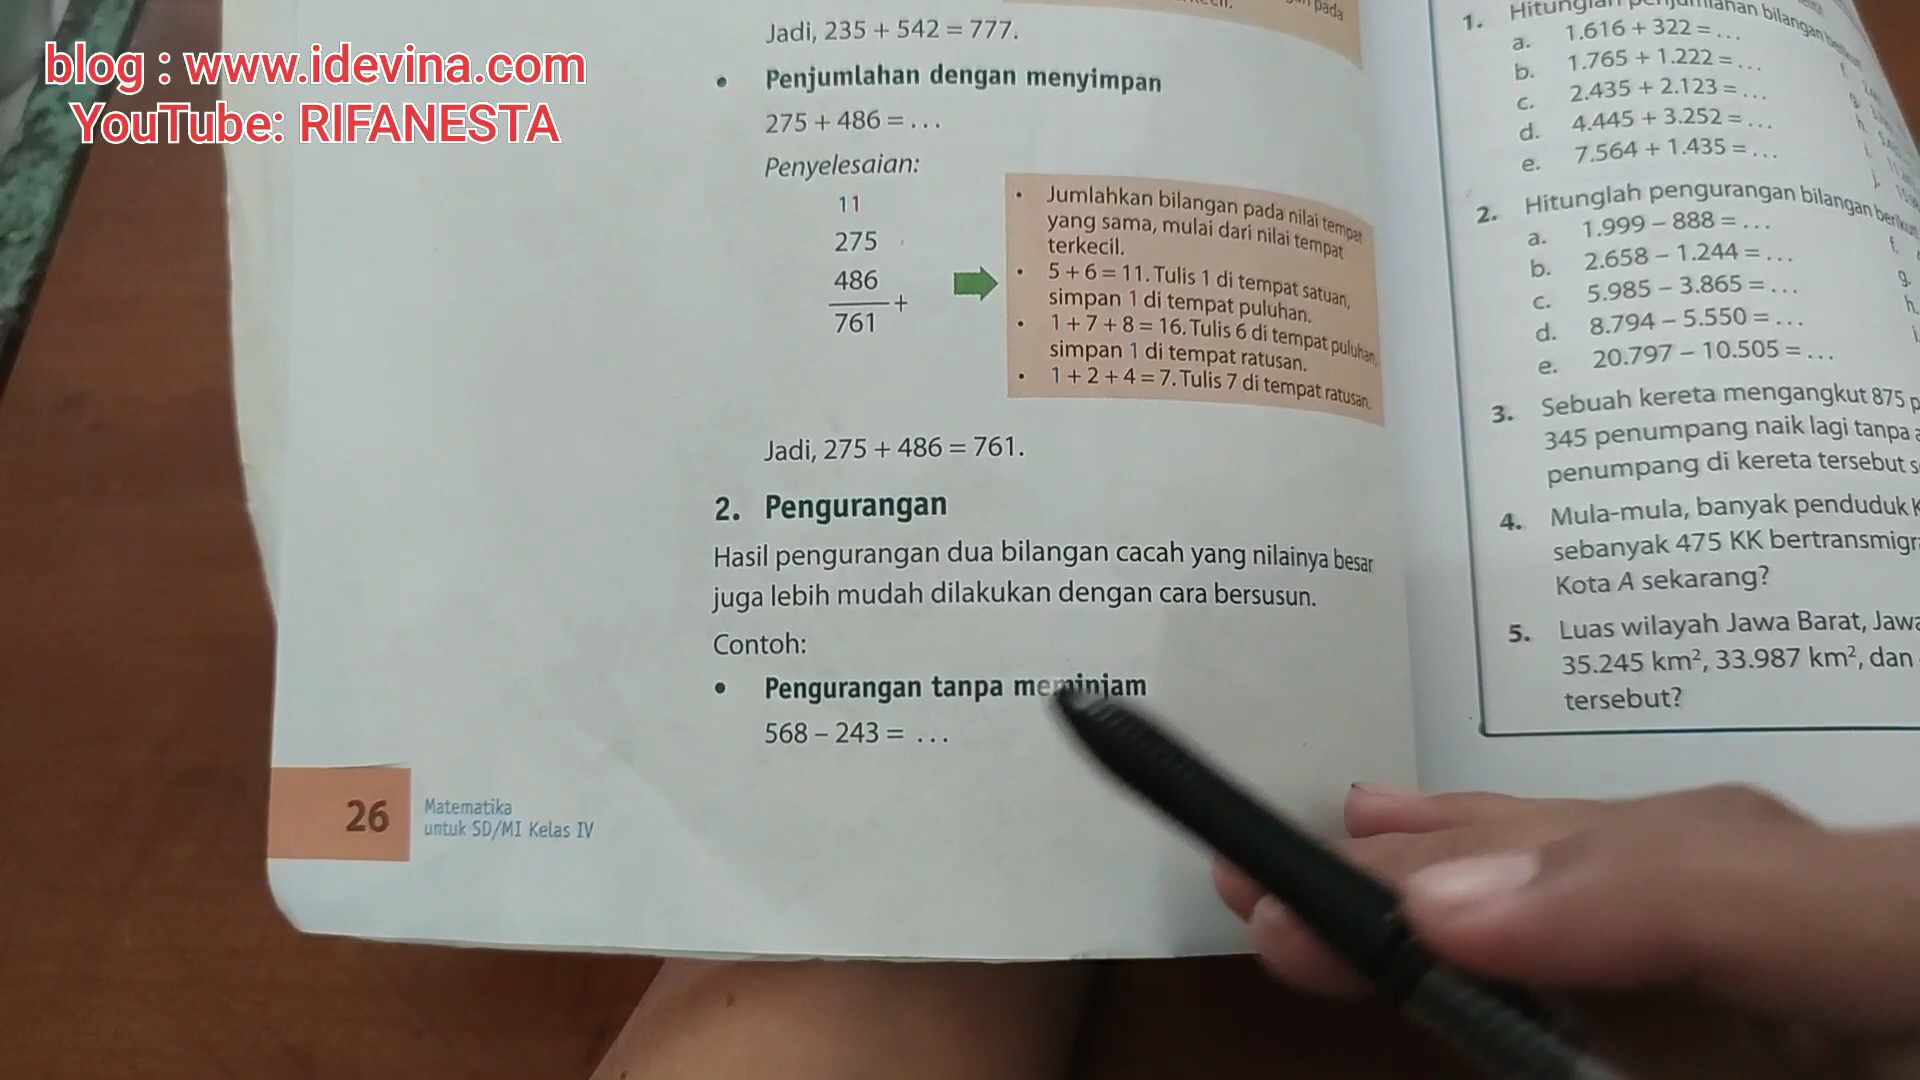 blog : www.idevina.com
YouTube: RIFANESTA
Jadi, 235 + 542 = 777.
• Penjumlahan dengan menyimpan
275 + 486 = . . .
Penyelesaian:
11
275
486
+
761
• Jumlahkan bilangan pada nilai tempat
yang sama, mulai dari nilai tempat
terkecil.
• 5 + 6 = 11. Tulis 1 di tempat satuan,
simpan 1 di tempat puluhan.
• 1 + 7 + 8 = 16. Tulis 6 di tempat puluhan,
simpan 1 di tempat ratusan.
• 1 + 2 + 4 = 7. Tulis 7 di tempat ratusan.
Jadi, 275 + 486 = 761.
2. Pengurangan
Hasil pengurangan dua bilangan cacah yang nilainya besar
juga lebih mudah dilakukan dengan cara bersusun.
Contoh:
• Pengurangan tanpa meminjam
568 – 243 = . . .
26
Matematika
untuk SD/MI Kelas IV
pada
1. Hitunglah penjumlahan bilangan
a. 1.616 + 322 = . . .
b. 1.765 + 1.222 = . . .
c. 2.435 + 2.123 = . . .
d. 4.445 + 3.252 = . . .
e. 7.564 + 1.435 = . . .
2. Hitunglah pengurangan bilangan berikut
a. 1.999 – 888 = . . .
b. 2.658 – 1.244 = . . .
c. 5.985 – 3.865 = . . .
d. 8.794 – 5.550 = . . .
e. 20.797 – 10.505 = . . .
f.
g.
h.
i.
3. Sebuah kereta mengangkut 875 p
345 penumpang naik lagi tanpa a
penumpang di kereta tersebut s
4. Mula-mula, banyak penduduk K
sebanyak 475 KK bertransmigra
Kota A sekarang?
5. Luas wilayah Jawa Barat, Jawa
35.245 km², 33.987 km², dan
tersebut?